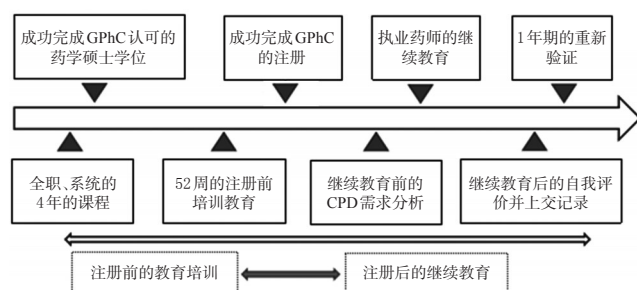 成功完成GPhC认可的
药学硕士学位
成功完成GPhC
的注册
执业药师的继
续教育
1年期的重新
验证
全职、系统的
4年的课程
52周的注册前
培训教育
继续教育前的
CPD需求分析
继续教育后的自我评
价并上交记录
注册前的教育培训
注册后的继续教育